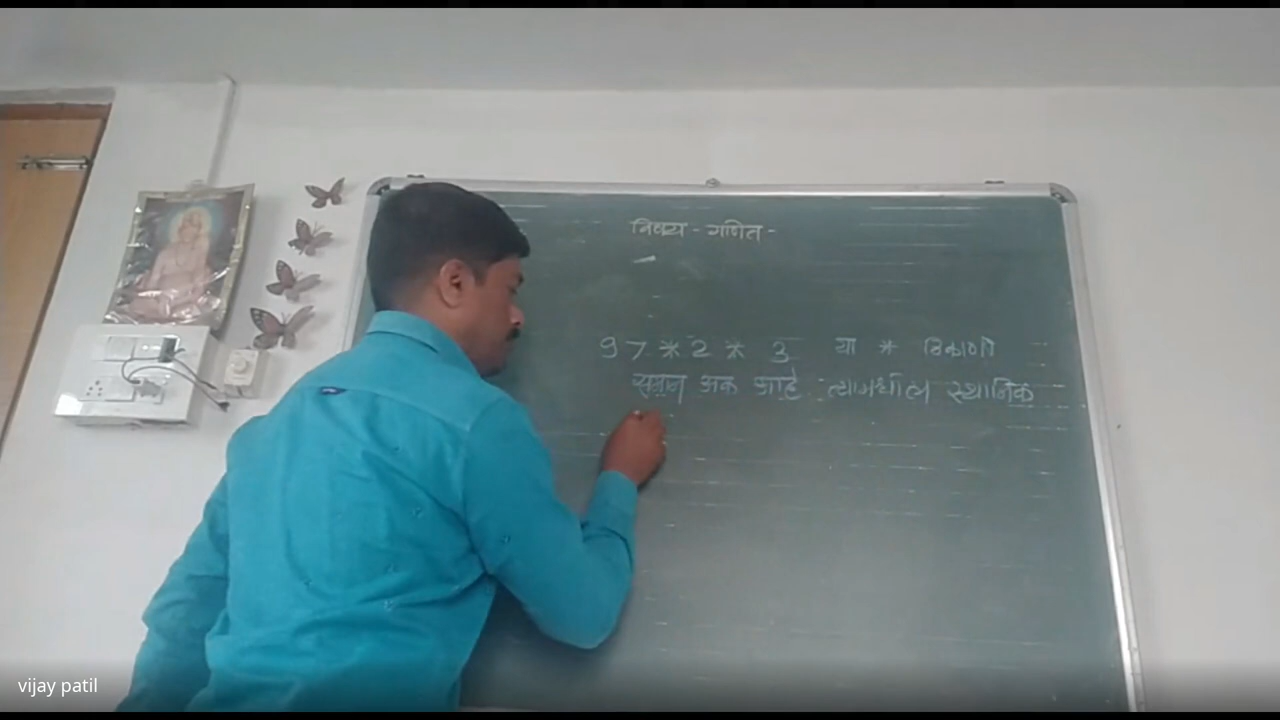 विषय - गणित -
97 * 2 * 3 या * ठिकाणी
समान अंक आहे. त्यामधील स्थानिक
vijay patil